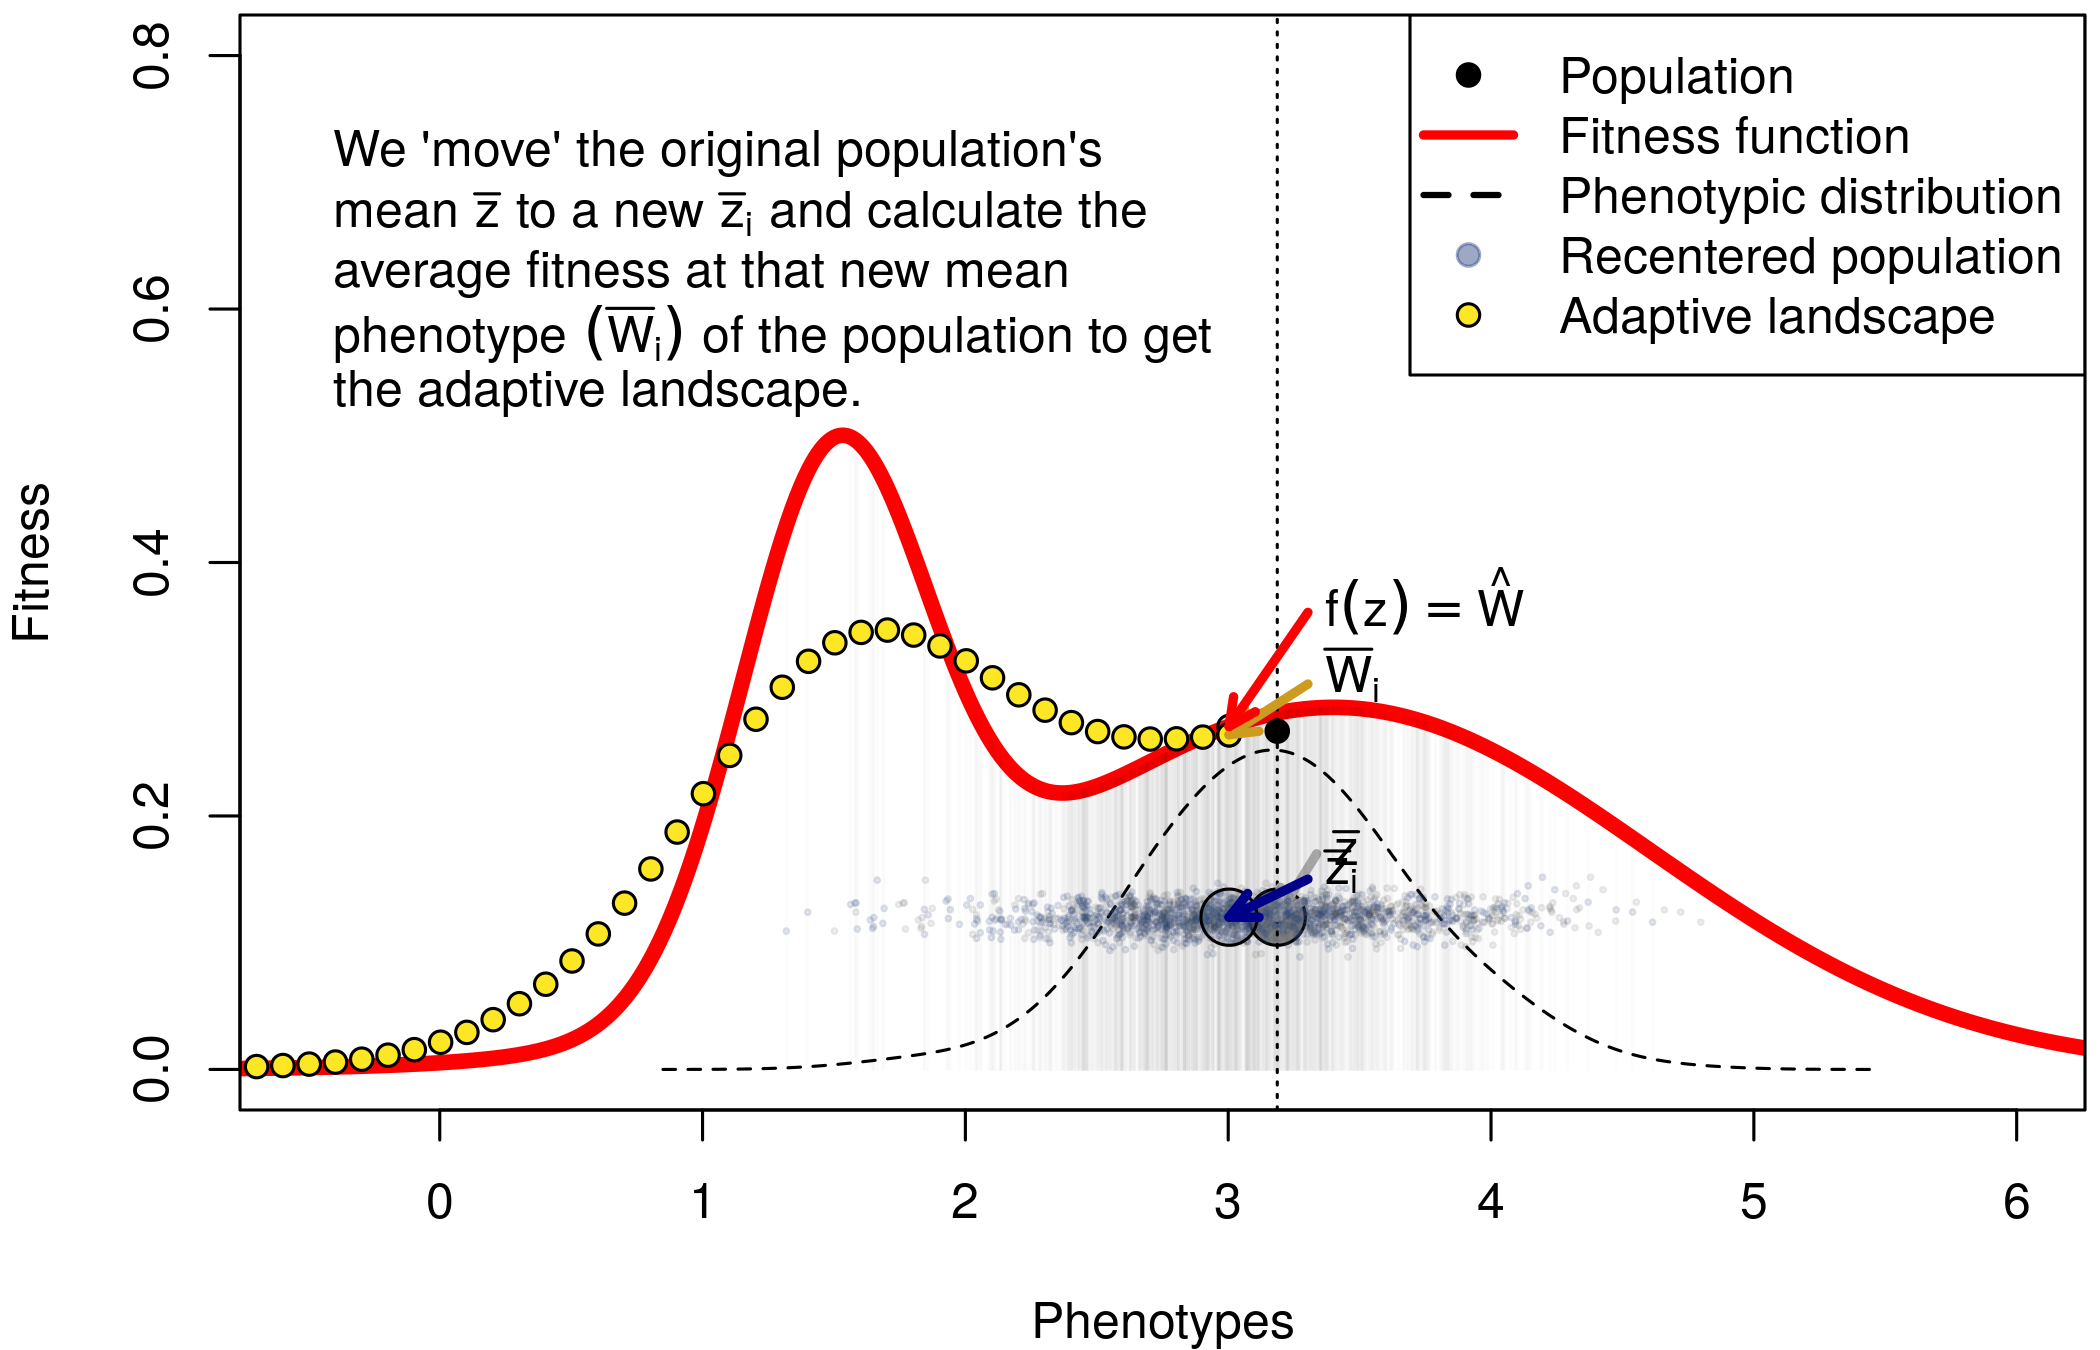 We 'move' the original population's
mean z̅ to a new z̅ᵢ and calculate the
average fitness at that new mean
phenotype (W̅ᵢ) of the population to get
the adaptive landscape.
Population
Fitness function
Phenotypic distribution
Recentered population
Adaptive landscape
f(z) = Ŵ
W̅ᵢ
z̅
z̅ᵢ
Fitness
0.0
0.2
0.4
0.6
0.8
0 1 2 3 4 5 6
Phenotypes